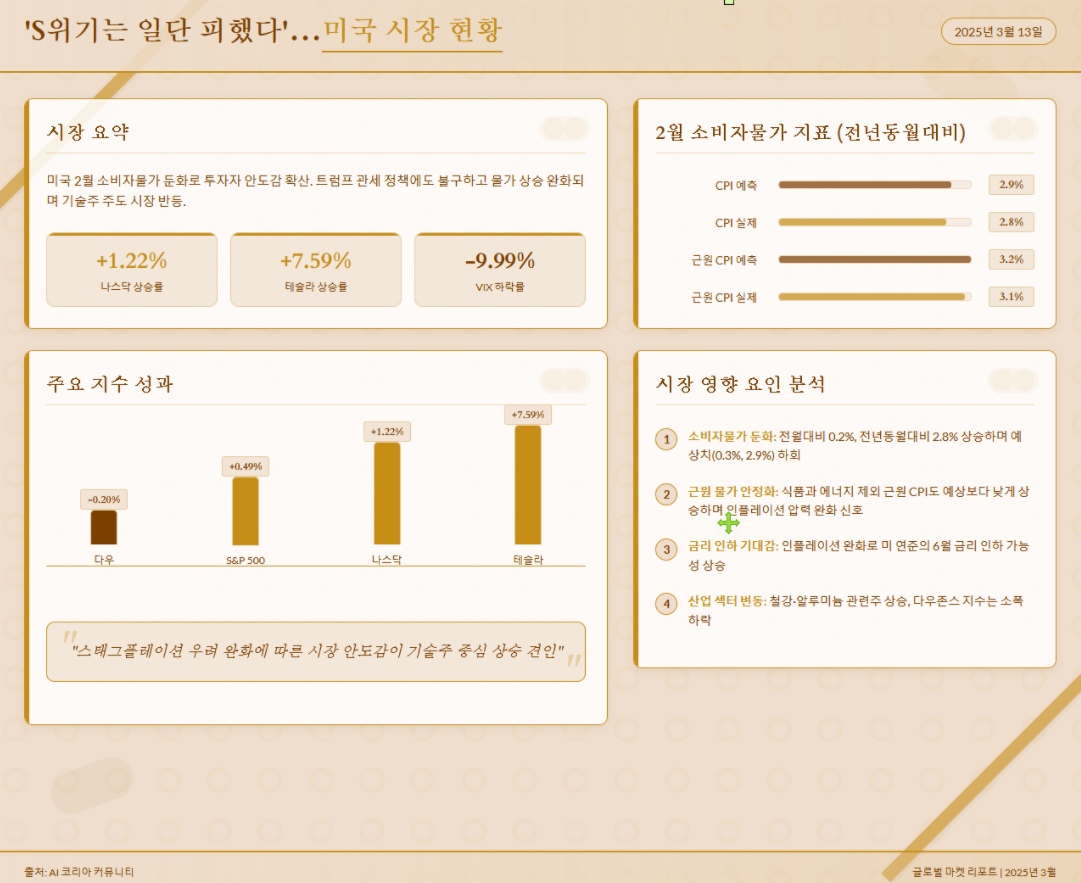 'S위기는 일단 피했다'...미국 시장 현황
2025년 3월 13일
시장 요약
미국 2월 소비자물가 둔화로 투자자 안도감 확산. 트럼프 관세 정책에도 불구하고 물가 상승 완화되
며 기술주 주도 시장 반등.
+1.22%
나스닥 상승률
+7.59%
테슬라 상승률
-9.99%
VIX 하락률
2월 소비자물가 지표 (전년동월대비)
CPI 예측
2.9%
CPI 실제
2.8%
근원 CPI 예측
3.2%
근원 CPI 실제
3.1%
주요 지수 성과
-0.20%
다우
+0.49%
S&P 500
+1.22%
나스닥
+7.59%
테슬라
"스태그플레이션 우려 완화에 따른 시장 안도감이 기술주 중심 상승 견인"
시장 영향 요인 분석
1
소비자물가 둔화: 전월대비 0.2%, 전년동월대비 2.8% 상승하며 예
상치(0.3%, 2.9%) 하회
2
근원 물가 안정화: 식품과 에너지 제외 근원 CPI도 예상보다 낮게 상
승하며 인플레이션 압력 완화 신호
3
금리 인하 기대감: 인플레이션 완화로 미 연준의 6월 금리 인하 가능
성 상승
4
산업 섹터 변동: 철강·알루미늄 관련주 상승, 다우존스 지수는 소폭
하락
출처: AI 코리아 커뮤니티
글로벌 마켓 리포트 | 2025년 3월